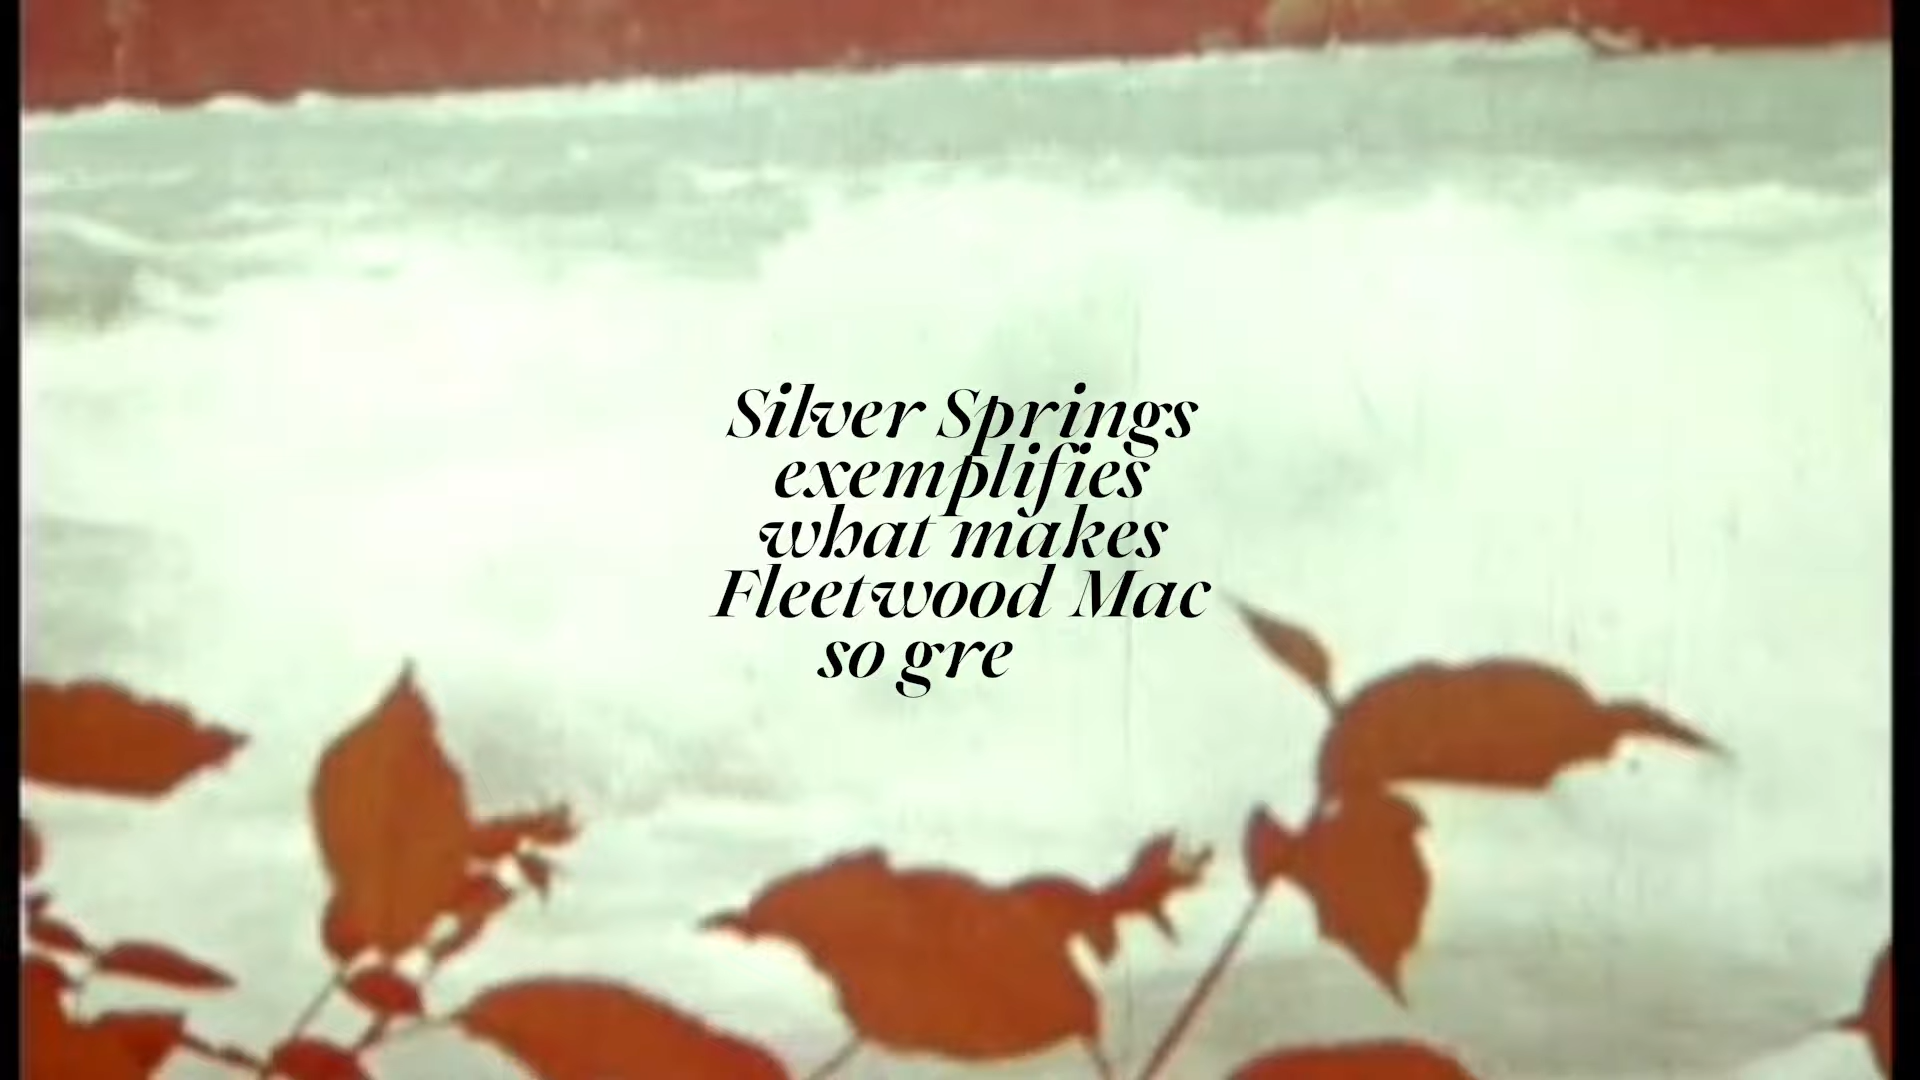 Silver Springs
exemplifies
what makes
Fleetwood Mac
so gre